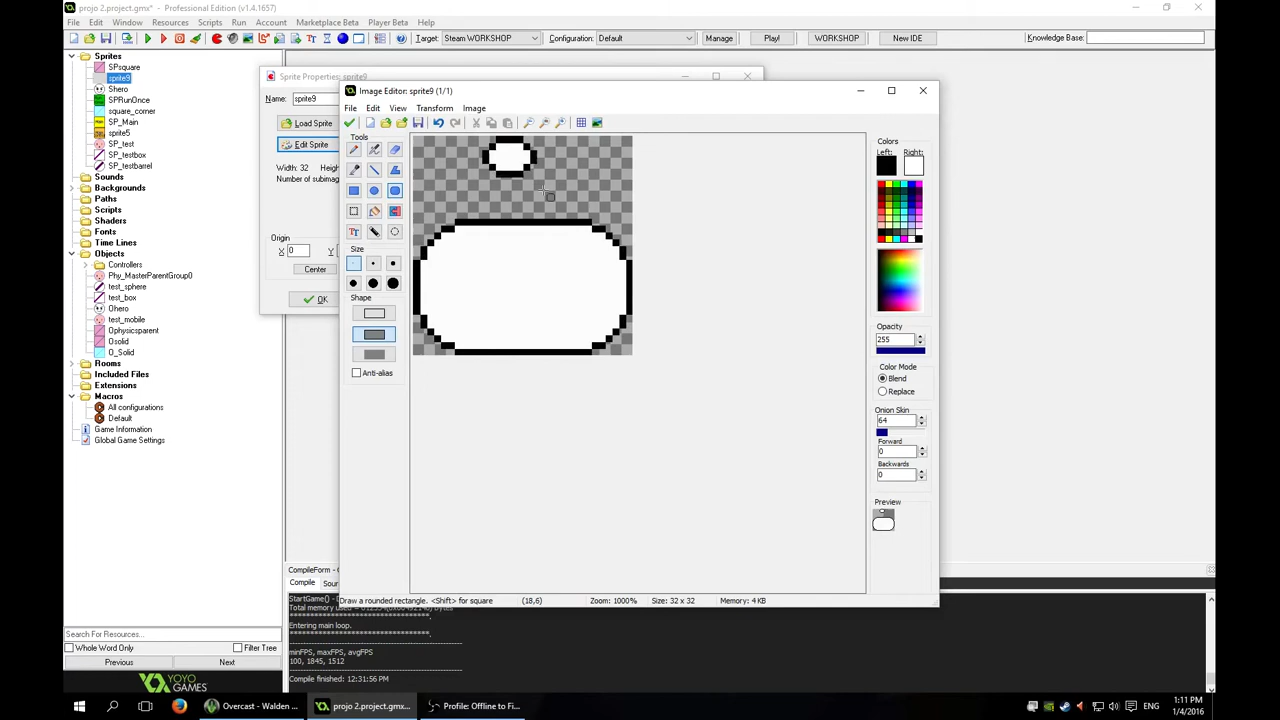 projo 2.project.gmx* - Professional Edition (v1.4.1657)
File Edit Window Resources Scripts Run Account Marketplace Beta Player Beta Help
Target: Steam WORKSHOP Configuration: Default Manage Play! WORKSHOP New IDE Knowledge Base:
Sprites
SPsquare
sprite9
Shero
SPRunOnce
square_corner
SP_Main
sprite5
SP_test
SP_testbox
SP_testbarrel
Sounds
Backgrounds
Paths
Scripts
Shaders
Fonts
Time Lines
Objects
Controllers
Phy_MasterParentGroup0
test_sphere
test_box
Ohero
test_mobile
Ophysicsparent
Osolid
O_Solid
Rooms
Included Files
Extensions
Macros
All configurations
Default
Game Information
Global Game Settings
Search For Resources...
Whole Word Only Filter Tree
Previous Next
YOYO
GAMES
Sprite Properties: sprite9
Name: sprite9
Load Sprite
Edit Sprite
Width: 32
Number of subimag
Origin
X 0 Y
Center
OK
Image Editor: sprite9 (1/1)
File Edit View Transform Image
Tools
Size
Shape
Anti-alias
Colors
Left: Right:
Opacity
255
Color Mode
Blend
Replace
Onion Skin
64
Forward
0
Backwards
0
Preview
Draw a rounded rectangle. <Shift> for square (18,6) Zoom: 1000% Size: 32 x 32 Memory: 4 KB
CompileForm -
Compile
Entering main loop.
minFPS, maxFPS, avgFPS
100, 1845, 1512
Compile finished: 12:31:56 PM
Overcast - Walden ... projo 2.project.gmx... Profile: Offline to Fi...
ENG
1:11 PM
1/4/2016